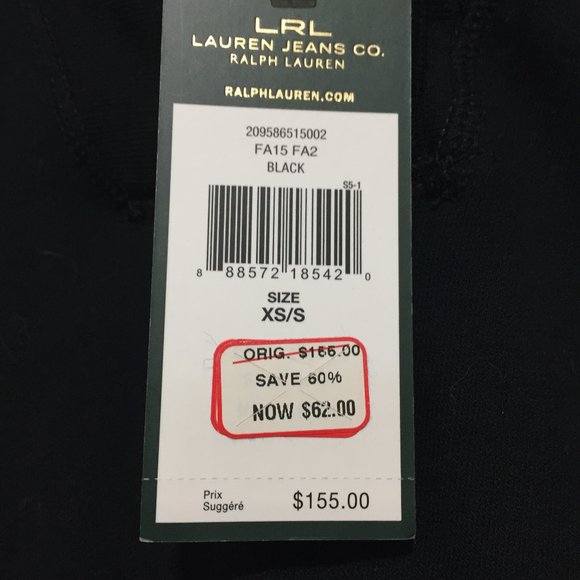 LRL
LAUREN JEANS CO.
RALPH LAUREN
RALPHLAUREN.COM
209586515002
FA15 FA2
BLACK
S5-1
8 88572 18542 0
SIZE
XS/S
ORIG. $155.00
SAVE 60%
NOW $62.00
Prix
Suggéré
$155.00